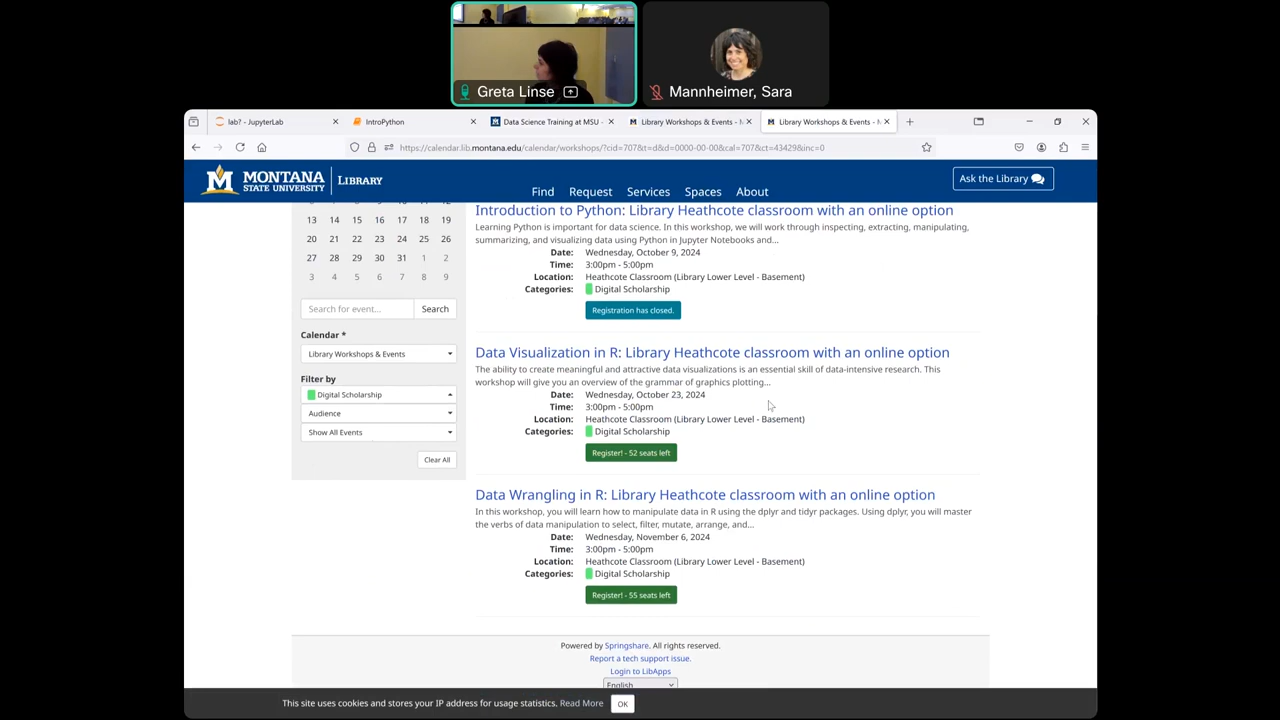 Greta Linse
Mannheimer, Sara
lab? - JupyterLab
IntroPython
Data Science Training at MSU -
Library Workshops & Events - M
Library Workshops & Events - M
https://calendar.lib.montana.edu/calendar/workshops/?cid=707&t=d&d=0000-00-00&cal=707&ct=43429&inc=0
MONTANA
STATE UNIVERSITY
LIBRARY
Find Request Services Spaces About
Ask the Library
13 14 15 16 17 18 19
20 21 22 23 24 25 26
27 28 29 30 31 1 2
3 4 5 6 7 8 9
Search for event... Search
Calendar *
Library Workshops & Events
Filter by
Digital Scholarship
Audience
Show All Events
Clear All
Introduction to Python: Library Heathcote classroom with an online option
Learning Python is important for data science. In this workshop, we will work through inspecting, extracting, manipulating,
summarizing, and visualizing data using Python in Jupyter Notebooks and...
Date: Wednesday, October 9, 2024
Time: 3:00pm - 5:00pm
Location: Heathcote Classroom (Library Lower Level - Basement)
Categories: Digital Scholarship
Registration has closed.
Data Visualization in R: Library Heathcote classroom with an online option
The ability to create meaningful and attractive data visualizations is an essential skill of data-intensive research. This
workshop will give you an overview of the grammar of graphics plotting...
Date: Wednesday, October 23, 2024
Time: 3:00pm - 5:00pm
Location: Heathcote Classroom (Library Lower Level - Basement)
Categories: Digital Scholarship
Register! - 52 seats left
Data Wrangling in R: Library Heathcote classroom with an online option
In this workshop, you will learn how to manipulate data in R using the dplyr and tidyr packages. Using dplyr, you will master
the verbs of data manipulation to select, filter, mutate, arrange, and...
Date: Wednesday, November 6, 2024
Time: 3:00pm - 5:00pm
Location: Heathcote Classroom (Library Lower Level - Basement)
Categories: Digital Scholarship
Register! - 55 seats left
Powered by Springshare. All rights reserved.
Report a tech support issue.
Login to LibApps
English
This site uses cookies and stores your IP address for usage statistics. Read More OK